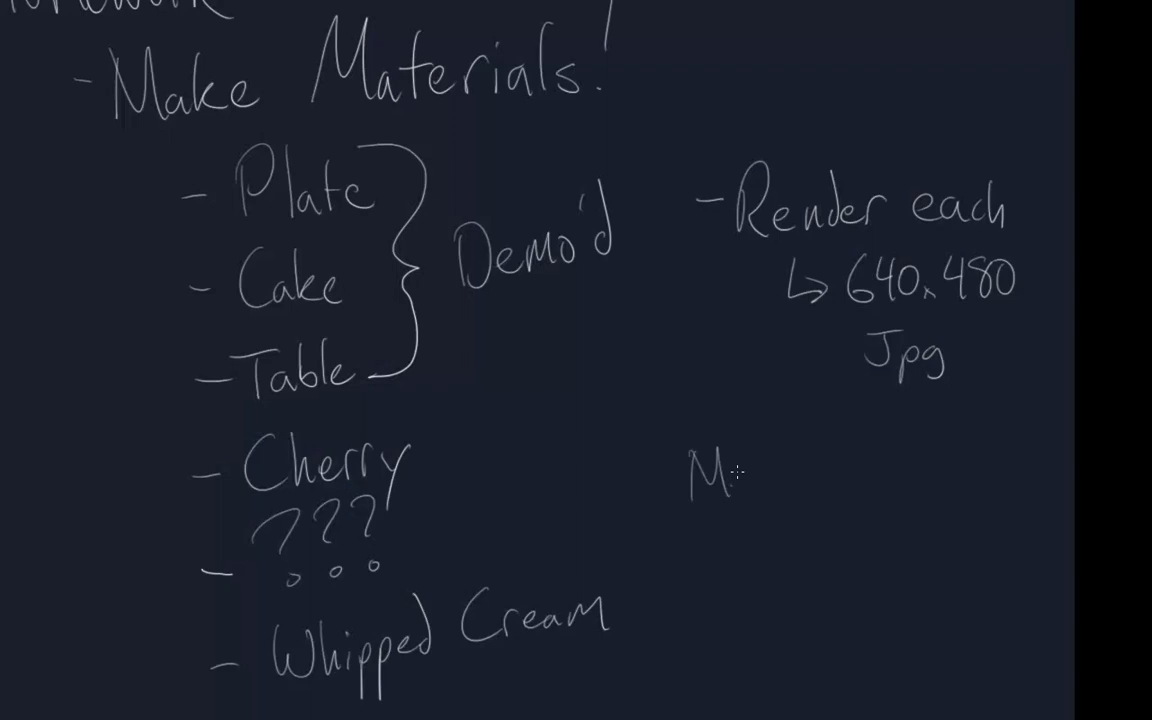 - Make Materials!
- Plate
- Cake
- Table
Demo'd
- Cherry
- ???
- Whipped Cream
- Render each
↳ 640x480
Jpg
M